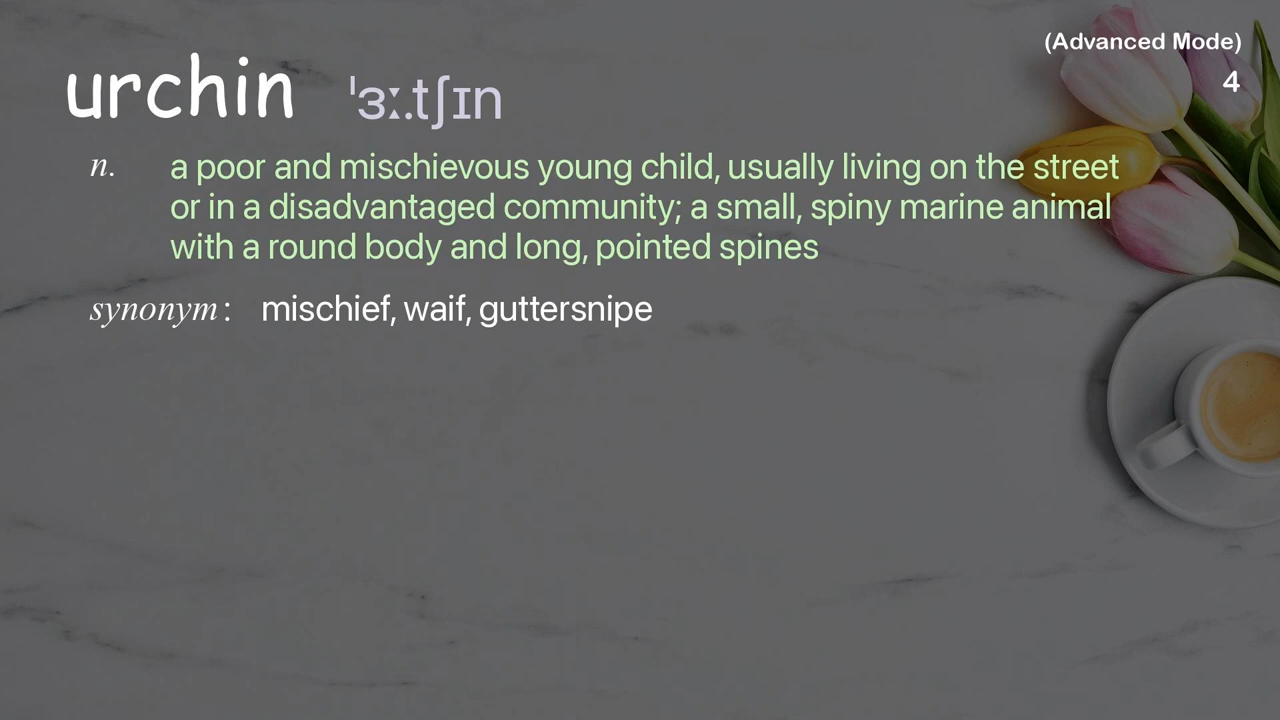 (Advanced Mode)
4
urchin ˈɜː.tʃɪn
n. a poor and mischievous young child, usually living on the street
or in a disadvantaged community; a small, spiny marine animal
with a round body and long, pointed spines
synonym: mischief, waif, guttersnipe